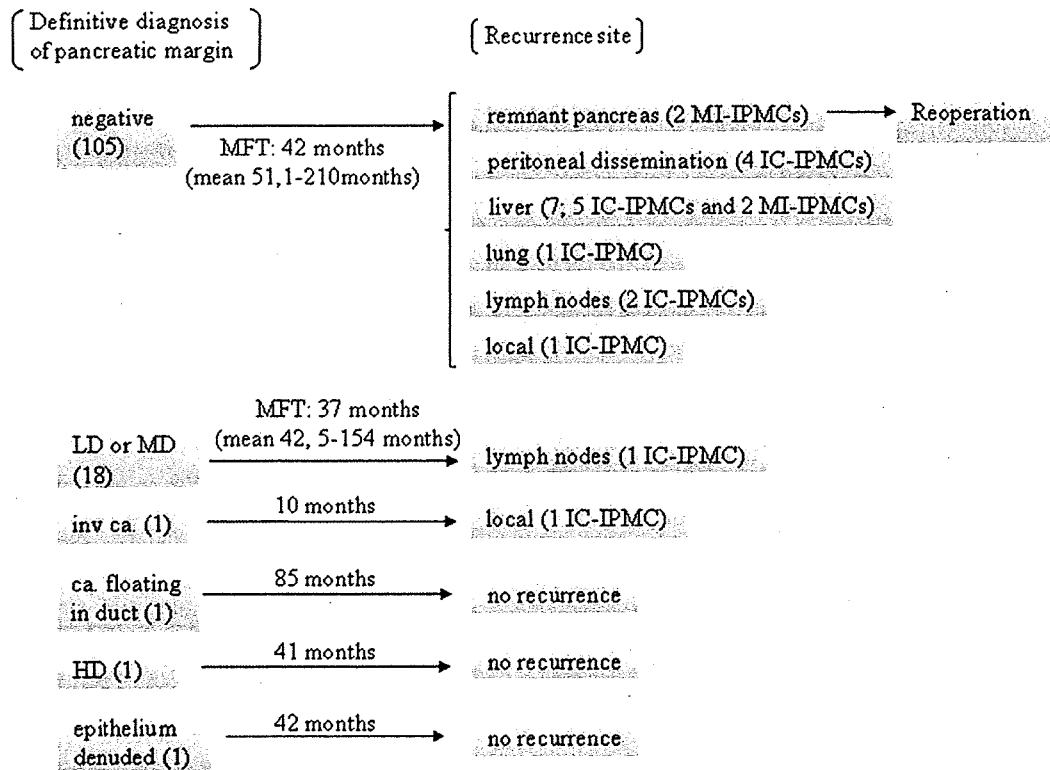 Definitive diagnosis
of pancreatic margin
Recurrence site
negative
(105)
MFT: 42 months
(mean 51,1-210months)
remnant pancreas (2 MI-IPMCs)
Reoperation
peritoneal dissemination (4 IC-IPMCs)
liver (7; 5 IC-IPMCs and 2 MI-IPMCs)
lung (1 IC-IPMC)
lymph nodes (2 IC-IPMCs)
local (1 IC-IPMC)
LD or MD
(18)
MFT: 37 months
(mean 42, 5-154 months)
lymph nodes (1 IC-IPMC)
inv ca. (1)
10 months
local (1 IC-IPMC)
ca. floating
in duct (1)
85 months
no recurrence
HD (1)
41 months
no recurrence
epithelium
denuded (1)
42 months
no recurrence